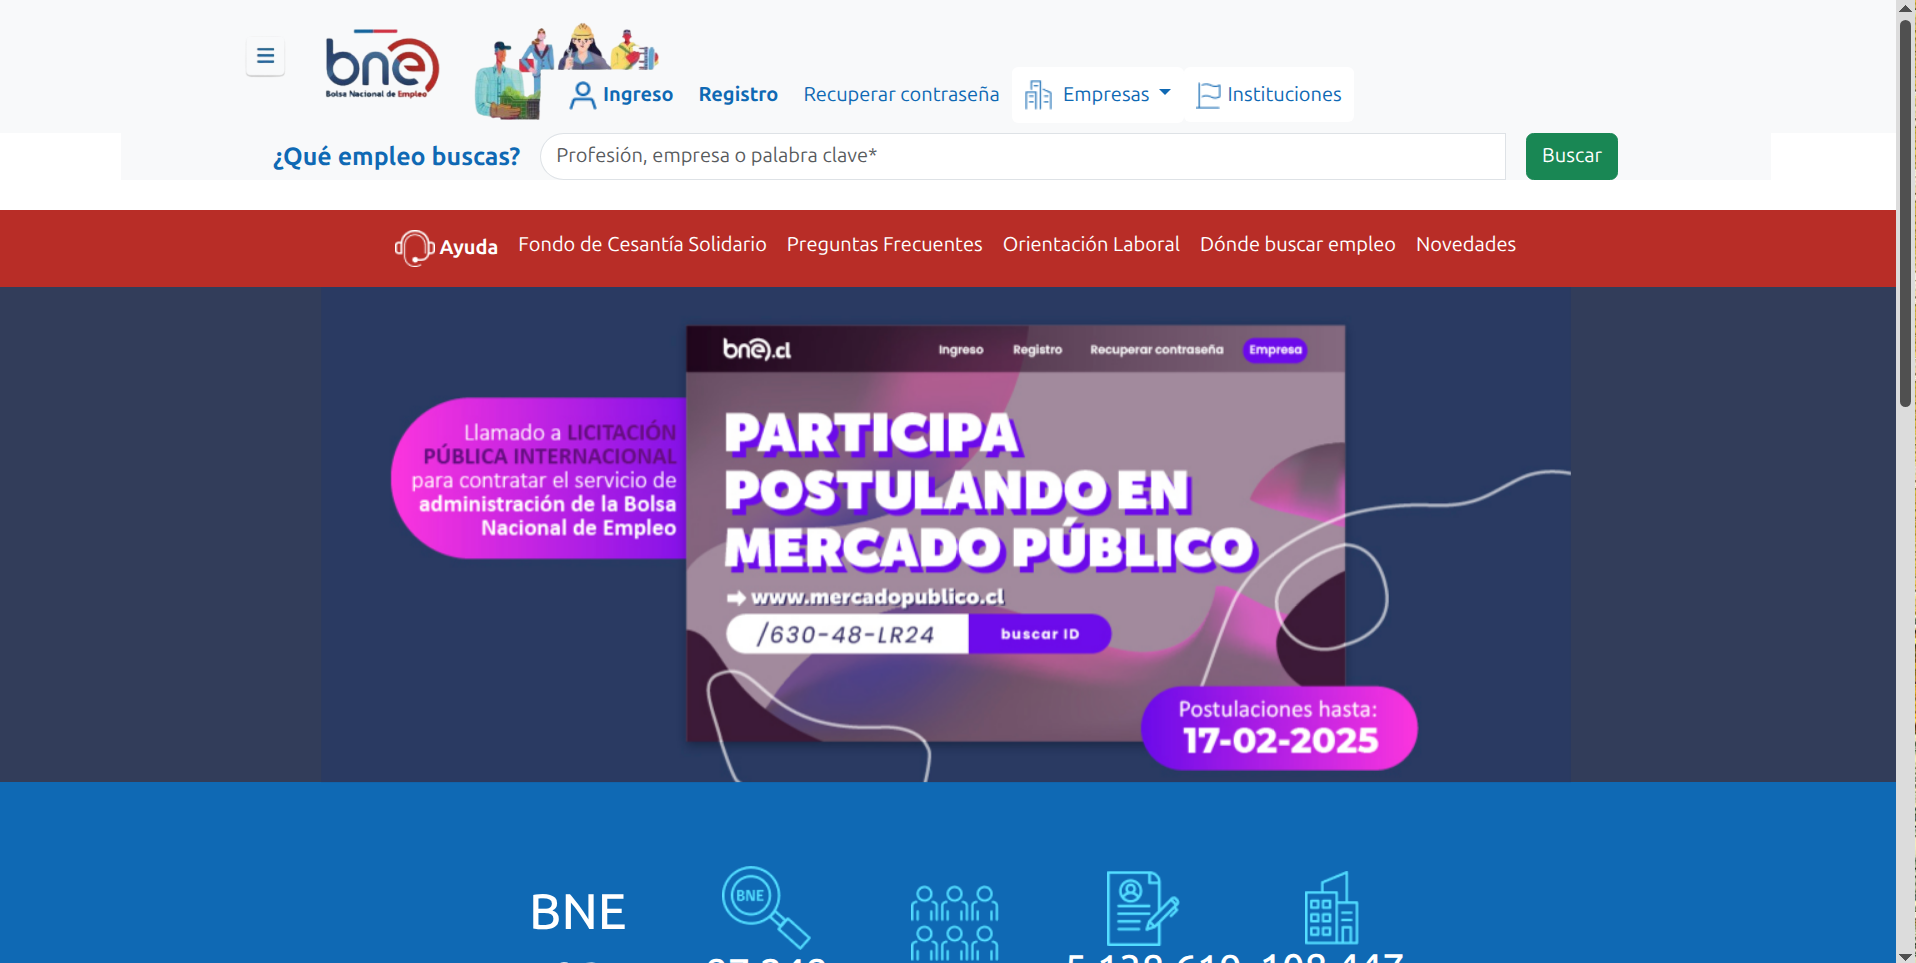 bne
Bolsa Nacional de Empleo
Ingreso
Registro
Recuperar contraseña
Empresas
Instituciones
¿Qué empleo buscas?
Profesión, empresa o palabra clave*
Buscar
Ayuda
Fondo de Cesantía Solidario
Preguntas Frecuentes
Orientación Laboral
Dónde buscar empleo
Novedades
bne.cl
Ingreso
Registro
Recuperar contraseña
Empresa
Llamado a LICITACIÓN
PÚBLICA INTERNACIONAL
para contratar el servicio de
administración de la Bolsa
Nacional de Empleo
PARTICIPA
POSTULANDO EN
MERCADO PÚBLICO
www.mercadopublico.cl
/630-48-LR24
buscar ID
Postulaciones hasta:
17-02-2025
BNE
BNE